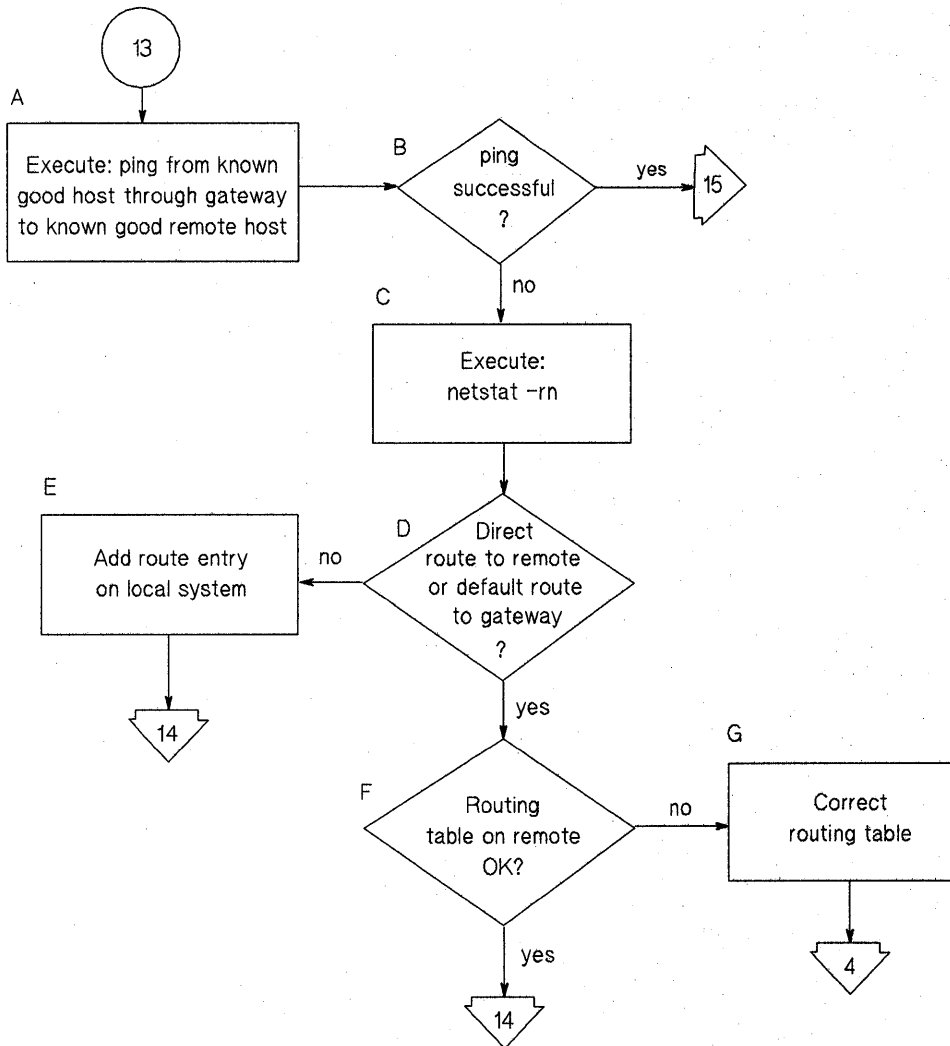 13
A
Execute: ping from known
good host through gateway
to known good remote host
B
ping
successful
?
yes
15
no
C
Execute:
netstat -rn
D
Direct
route to remote
or default route
to gateway
?
no
E
Add route entry
on local system
14
yes
F
Routing
table on remote
OK?
no
G
Correct
routing table
4
yes
14